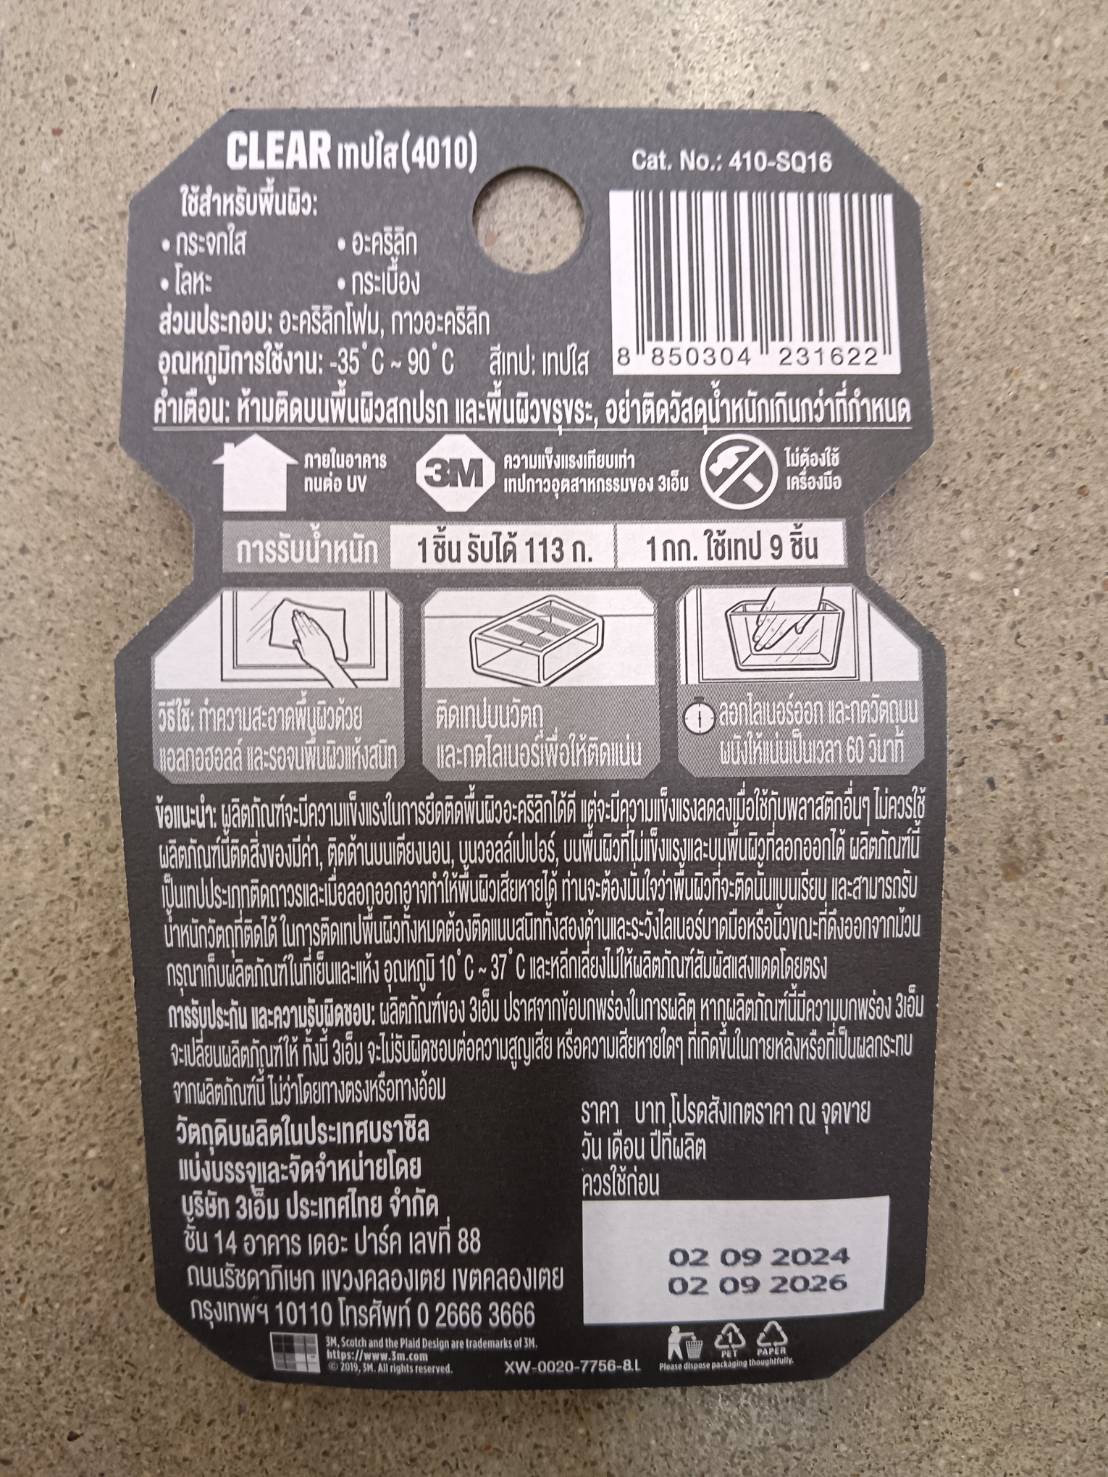 CLEAR เทปใส (4010)
Cat. No.: 410-SQ16
ใช้สำหรับพื้นผิว:
• กระจกใส • อะคริลิก
• โลหะ • กระเบื้อง
ส่วนประกอบ: อะคริลิกโฟม, กาวอะคริลิก
อุณหภูมิการใช้งาน: -35°C ~ 90°C สีเทป: เทปใส
8 850304 231622
คำเตือน: ห้ามติดบนพื้นผิวสกปรก และพื้นผิวขรุขระ, อย่าติดวัสดุน้ำหนักเกินกว่าที่กำหนด
ภายในอาคาร
ทนต่อ UV
3M
ความแข็งแรงเทียบเท่า
เทปกาวอุตสาหกรรมของ 3เอ็ม
ไม่ต้องใช้
เครื่องมือ
การรับน้ำหนัก 1 ชิ้น รับได้ 113 ก. 1 กก. ใช้เทป 9 ชิ้น
วิธีใช้: ทำความสะอาดพื้นผิวด้วย
แอลกอฮอลล์ และรอจนพื้นผิวแห้งสนิท
ติดเทปบนวัตถุ
และกดไลเนอร์เพื่อให้ติดแน่น
ลอกไลเนอร์ออก และกดวัตถุบน
ผนังให้แน่นเป็นเวลา 60 วินาที
ข้อแนะนำ: ผลิตภัณฑ์จะมีความแข็งแรงในการยึดติดพื้นผิวอะคริลิกได้ดี แต่จะมีความแข็งแรงลดลงเมื่อใช้กับพลาสติกอื่นๆ ไม่ควรใช้
ผลิตภัณฑ์นี้ติดสิ่งของมีค่า, ติดด้านบนเตียงนอน, บนวอลล์เปเปอร์, บนพื้นผิวที่ไม่แข็งแรงและบนพื้นผิวที่ลอกออกได้ ผลิตภัณฑ์นี้
เป็นเทปประเภทติดถาวรและเมื่อลอกออกอาจทำให้พื้นผิวเสียหายได้ ท่านจะต้องมั่นใจว่าพื้นผิวที่จะติดนั้นแบนเรียบ และสามารถรับ
น้ำหนักวัตถุที่ติดได้ ในการติดเทปพื้นผิวทั้งหมดต้องติดแนบสนิททั้งสองด้านและระวังไลเนอร์บาดมือหรือนิ้วขณะที่ดึงออกจากม้วน
กรุณาเก็บผลิตภัณฑ์ในที่เย็นและแห้ง อุณหภูมิ 10°C ~ 37°C และหลีกเลี่ยงไม่ให้ผลิตภัณฑ์สัมผัสแสงแดดโดยตรง
การรับประกัน และความรับผิดชอบ: ผลิตภัณฑ์ของ 3เอ็ม ปราศจากข้อบกพร่องในการผลิต หากผลิตภัณฑ์นี้มีความบกพร่อง 3เอ็ม
จะเปลี่ยนผลิตภัณฑ์ให้ ทั้งนี้ 3เอ็ม จะไม่รับผิดชอบต่อความสูญเสีย หรือความเสียหายใดๆ ที่เกิดขึ้นในภายหลังหรือที่เป็นผลกระทบ
จากผลิตภัณฑ์นี้ ไม่ว่าโดยทางตรงหรือทางอ้อม
วัตถุดิบผลิตในประเทศบราซิล
แบ่งบรรจุและจัดจำหน่ายโดย
บริษัท 3เอ็ม ประเทศไทย จำกัด
ชั้น 14 อาคาร เดอะ ปาร์ค เลขที่ 88
ถนนรัชดาภิเษก แขวงคลองเตย เขตคลองเตย
กรุงเทพฯ 10110 โทรศัพท์ 0 2666 3666
ราคา บาท โปรดสังเกตราคา ณ จุดขาย
วัน เดือน ปีที่ผลิต
ควรใช้ก่อน
02 09 2024
02 09 2026
3M, Scotch and the Plaid Design are trademarks of 3M.
https://www.3m.com
© 2019, 3M. All rights reserved.
XW-0020-7756-8.L
1
PET PAPER
Please dispose packaging thoughtfully.